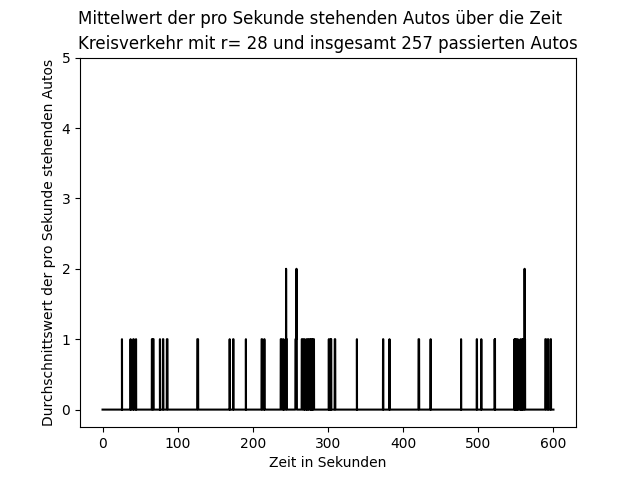 Mittelwert der pro Sekunde stehenden Autos über die Zeit
Kreisverkehr mit r= 28 und insgesamt 257 passierten Autos
Durchschnittswert der pro Sekunde stehenden Autos
5
4
3
2
1
0
0 100 200 300 400 500 600
Zeit in Sekunden